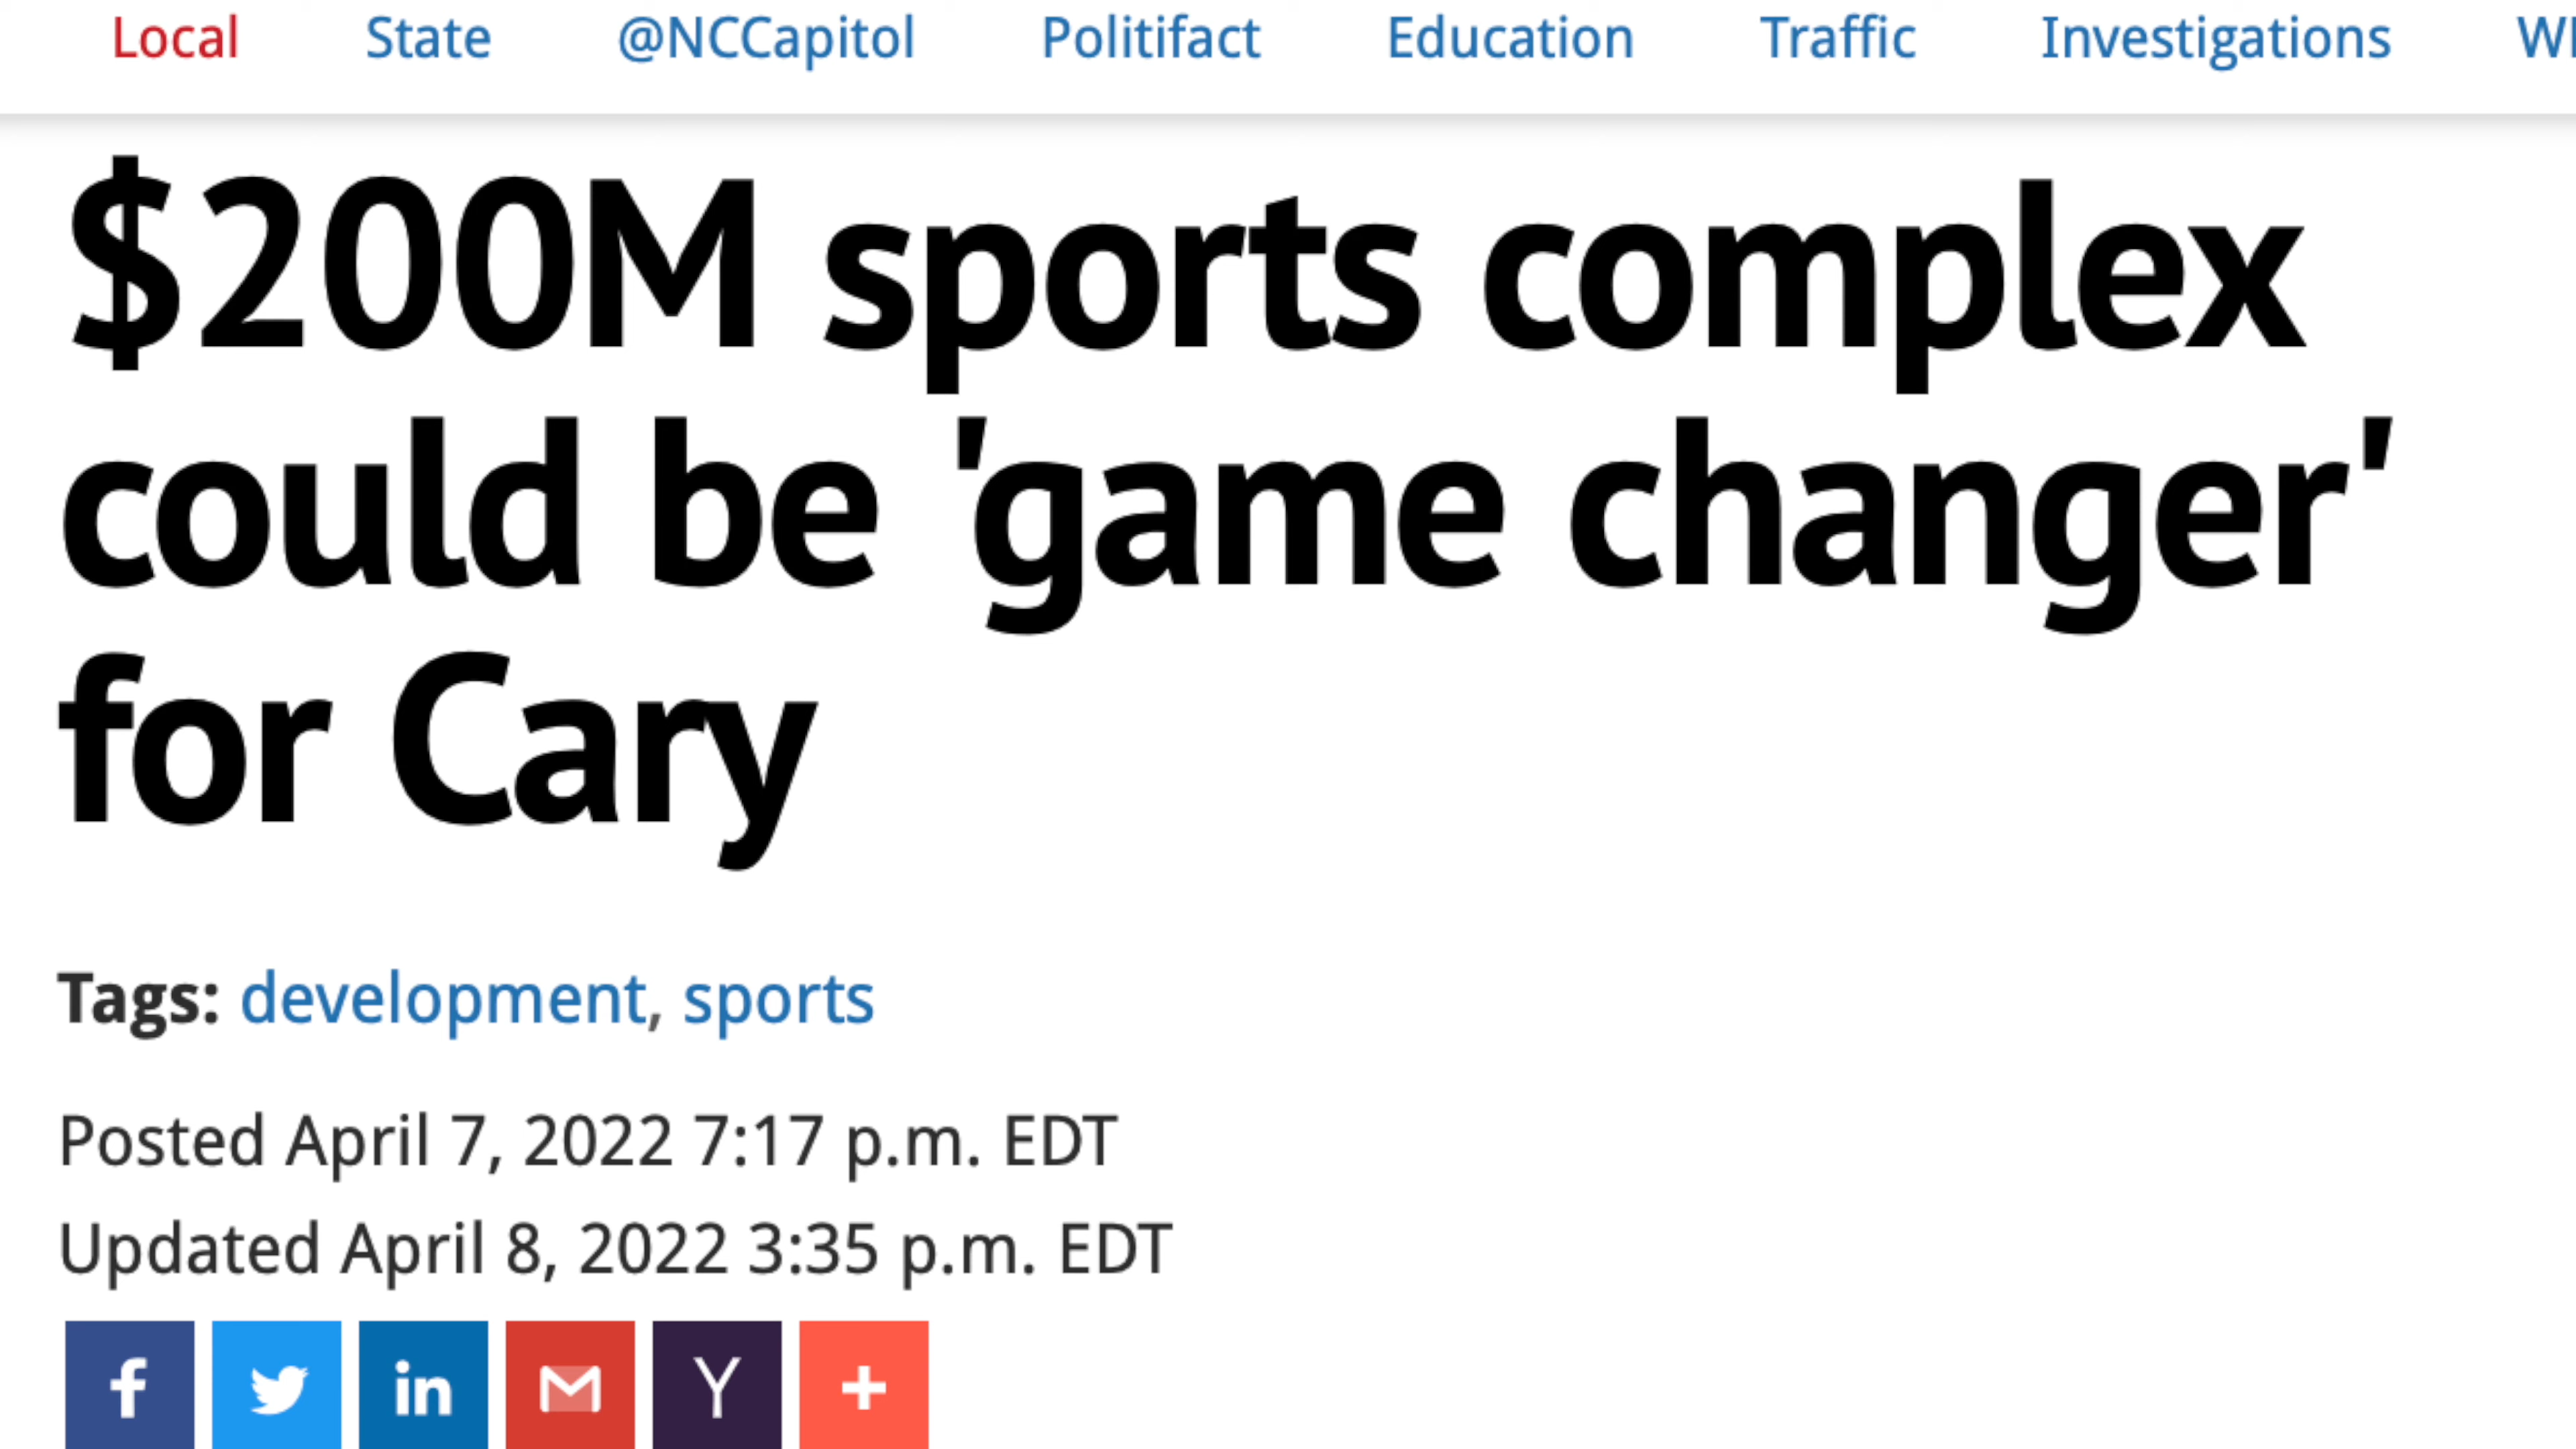 Local State @NCCapitol Politifact Education Traffic Investigations
$200M sports complex
could be 'game changer'
for Cary
Tags: development, sports
Posted April 7, 2022 7:17 p.m. EDT
Updated April 8, 2022 3:35 p.m. EDT
f in M Y +